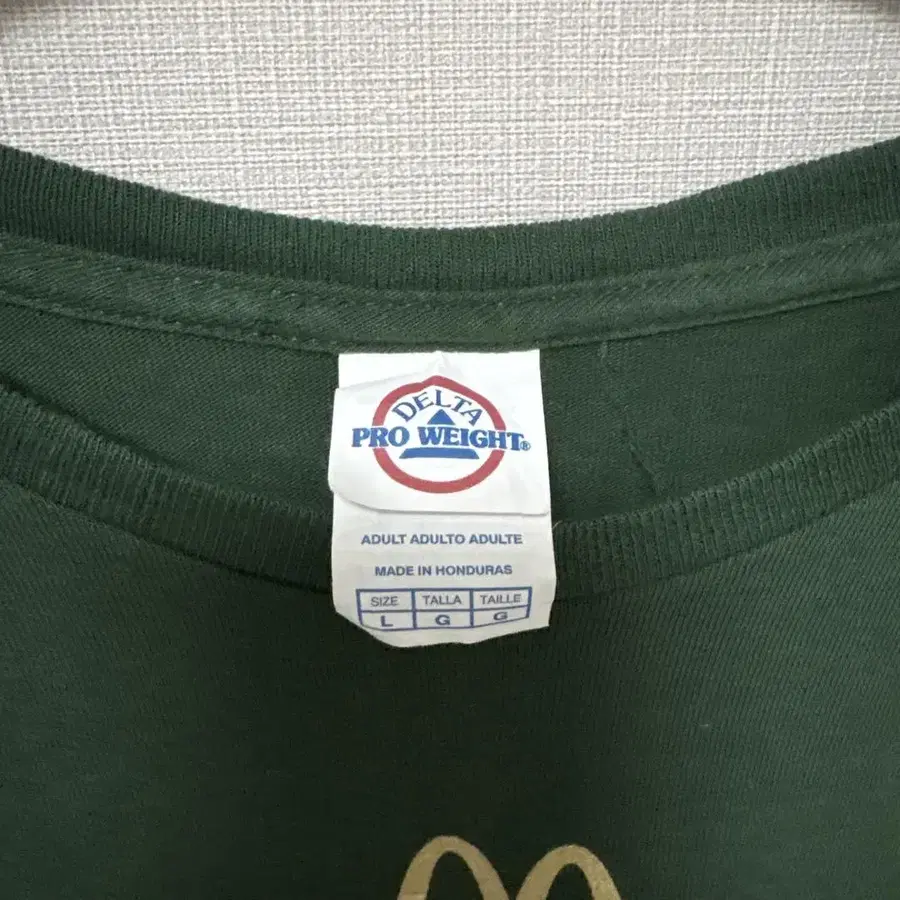 DELTA
PRO WEIGHT®
ADULT ADULTO ADULTE
MADE IN HONDURAS
SIZE TALLA TAILLE
L G G